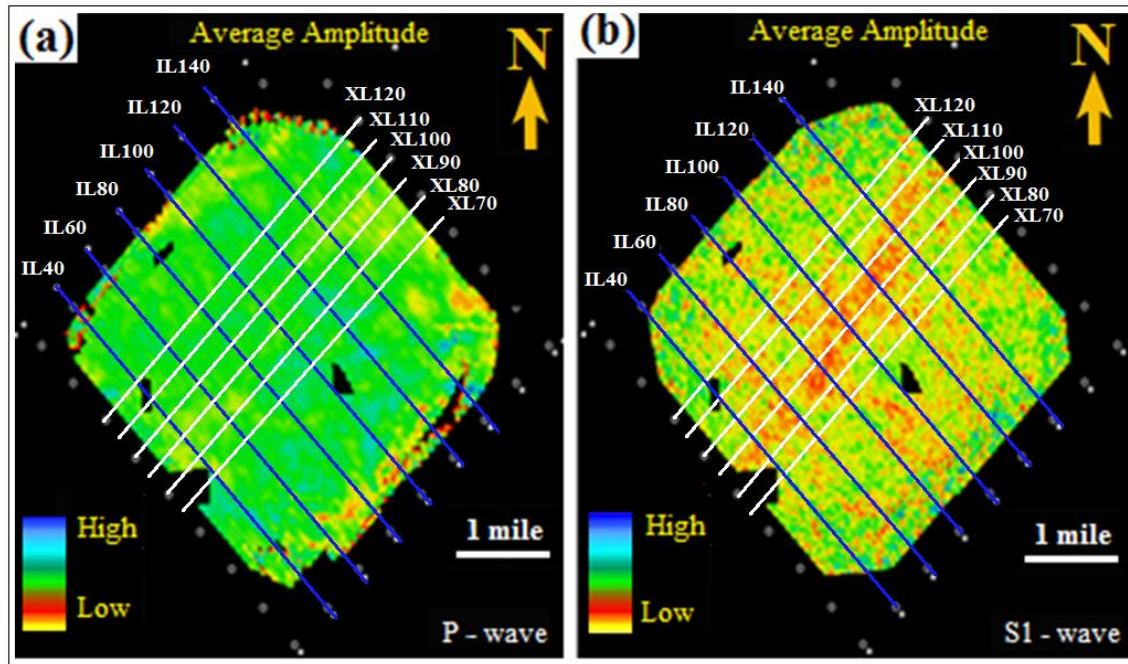 (a)
Average Amplitude
N
IL140
IL120
IL100
IL80
IL60
IL40
XL120
XL110
XL100
XL90
XL80
XL70
High
Low
1 mile
P - wave
(b)
Average Amplitude
N
IL140
IL120
IL100
IL80
IL60
IL40
XL120
XL110
XL100
XL90
XL80
XL70
High
Low
1 mile
S1 - wave